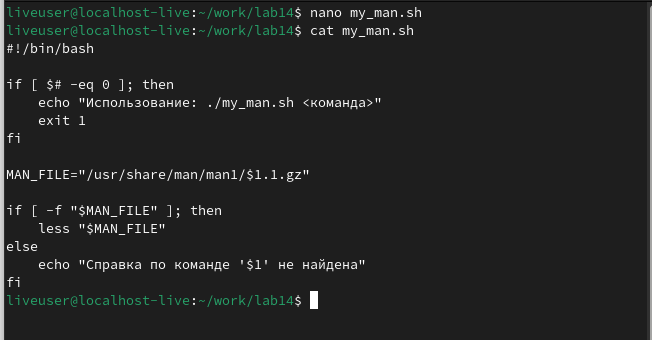 liveuser@localhost-live:~/work/lab14$ nano my_man.sh
liveuser@localhost-live:~/work/lab14$ cat my_man.sh
#!/bin/bash

if [ $# -eq 0 ]; then
    echo "Использование: ./my_man.sh <команда>"
    exit 1
fi

MAN_FILE="/usr/share/man/man1/$1.1.gz"

if [ -f "$MAN_FILE" ]; then
    less "$MAN_FILE"
else
    echo "Справка по команде '$1' не найдена"
fi
liveuser@localhost-live:~/work/lab14$